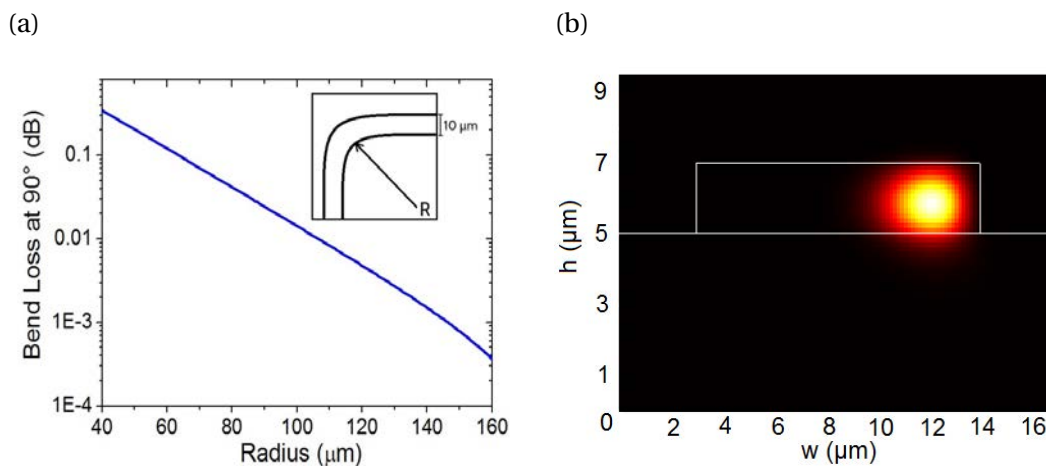 (a)
(b)
Bend Loss at 90° (dB)
0.1
0.01
1E-3
1E-4
40 60 80 100 120 140 160
Radius (μm)
10 μm
R
h (μm)
9
7
5
3
1
0 2 4 6 8 10 12 14 16
w (μm)